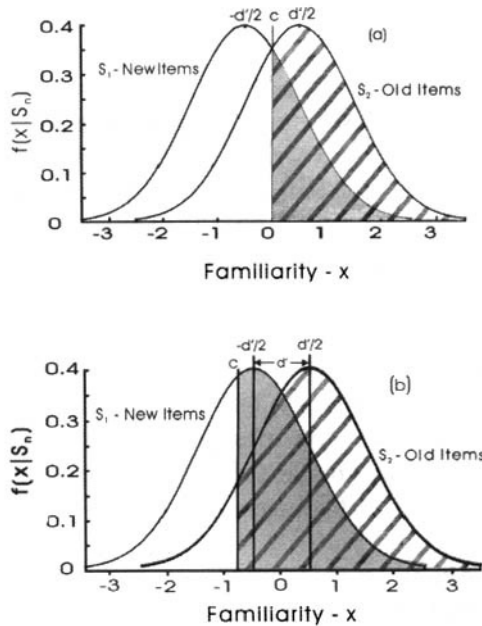 -d'/2 c d'/2
(a)
S₁ - New Items
S₂ - Old Items
f(x|Sₙ)
0.4
0.3
0.2
0.1
0
-3 -2 -1 0 1 2 3
Familiarity - x
-d'/2 d'/2
c d'
(b)
S₁ - New Items
S₂ - Old Items
f(x|Sₙ)
0.4
0.3
0.2
0.1
0
-3 -2 -1 0 1 2 3
Familiarity - x